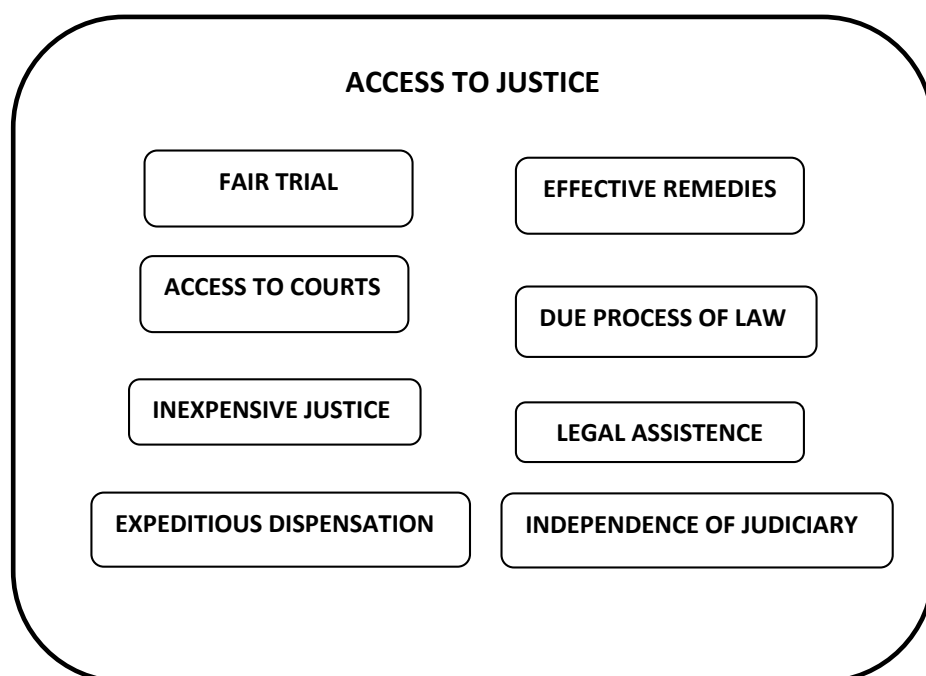 ACCESS TO JUSTICE
FAIR TRIAL
EFFECTIVE REMEDIES
ACCESS TO COURTS
DUE PROCESS OF LAW
INEXPENSIVE JUSTICE
LEGAL ASSISTENCE
EXPEDITIOUS DISPENSATION
INDEPENDENCE OF JUDICIARY